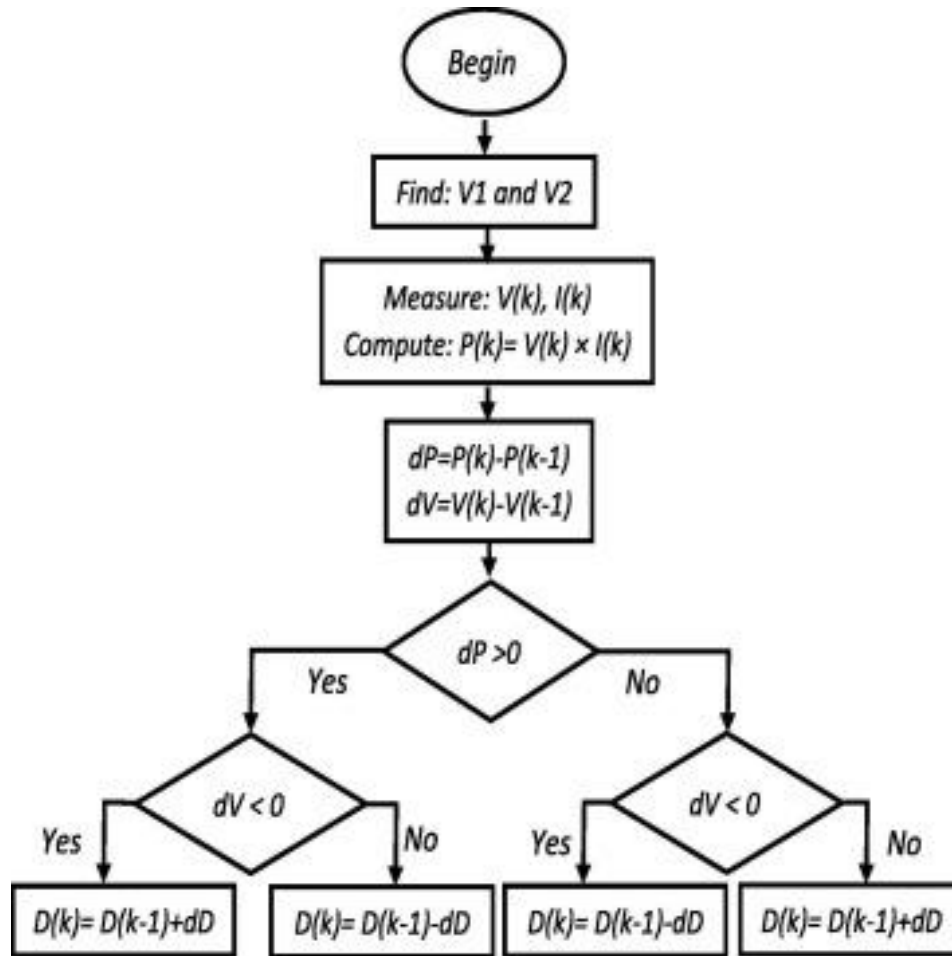 Begin
Find: V1 and V2
Measure: V(k), I(k)
Compute: P(k)= V(k) × I(k)
dP=P(k)-P(k-1)
dV=V(k)-V(k-1)
dP >0
Yes
No
dV < 0
dV < 0
Yes
No
Yes
No
D(k)= D(k-1)+dD
D(k)= D(k-1)-dD
D(k)= D(k-1)-dD
D(k)= D(k-1)+dD